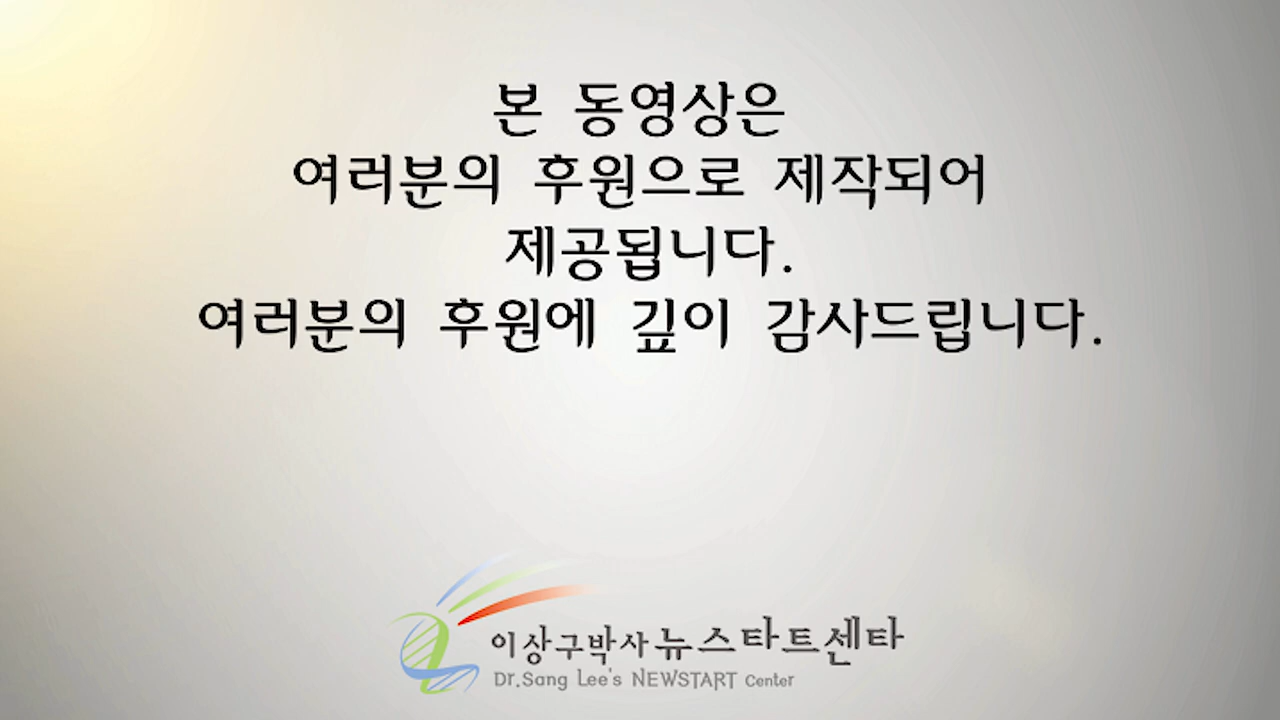 본 동영상은
여러분의 후원으로 제작되어
제공됩니다.
여러분의 후원에 깊이 감사드립니다.
이상구박사 뉴스타트센타
Dr.Sang Lee's NEWSTART Center